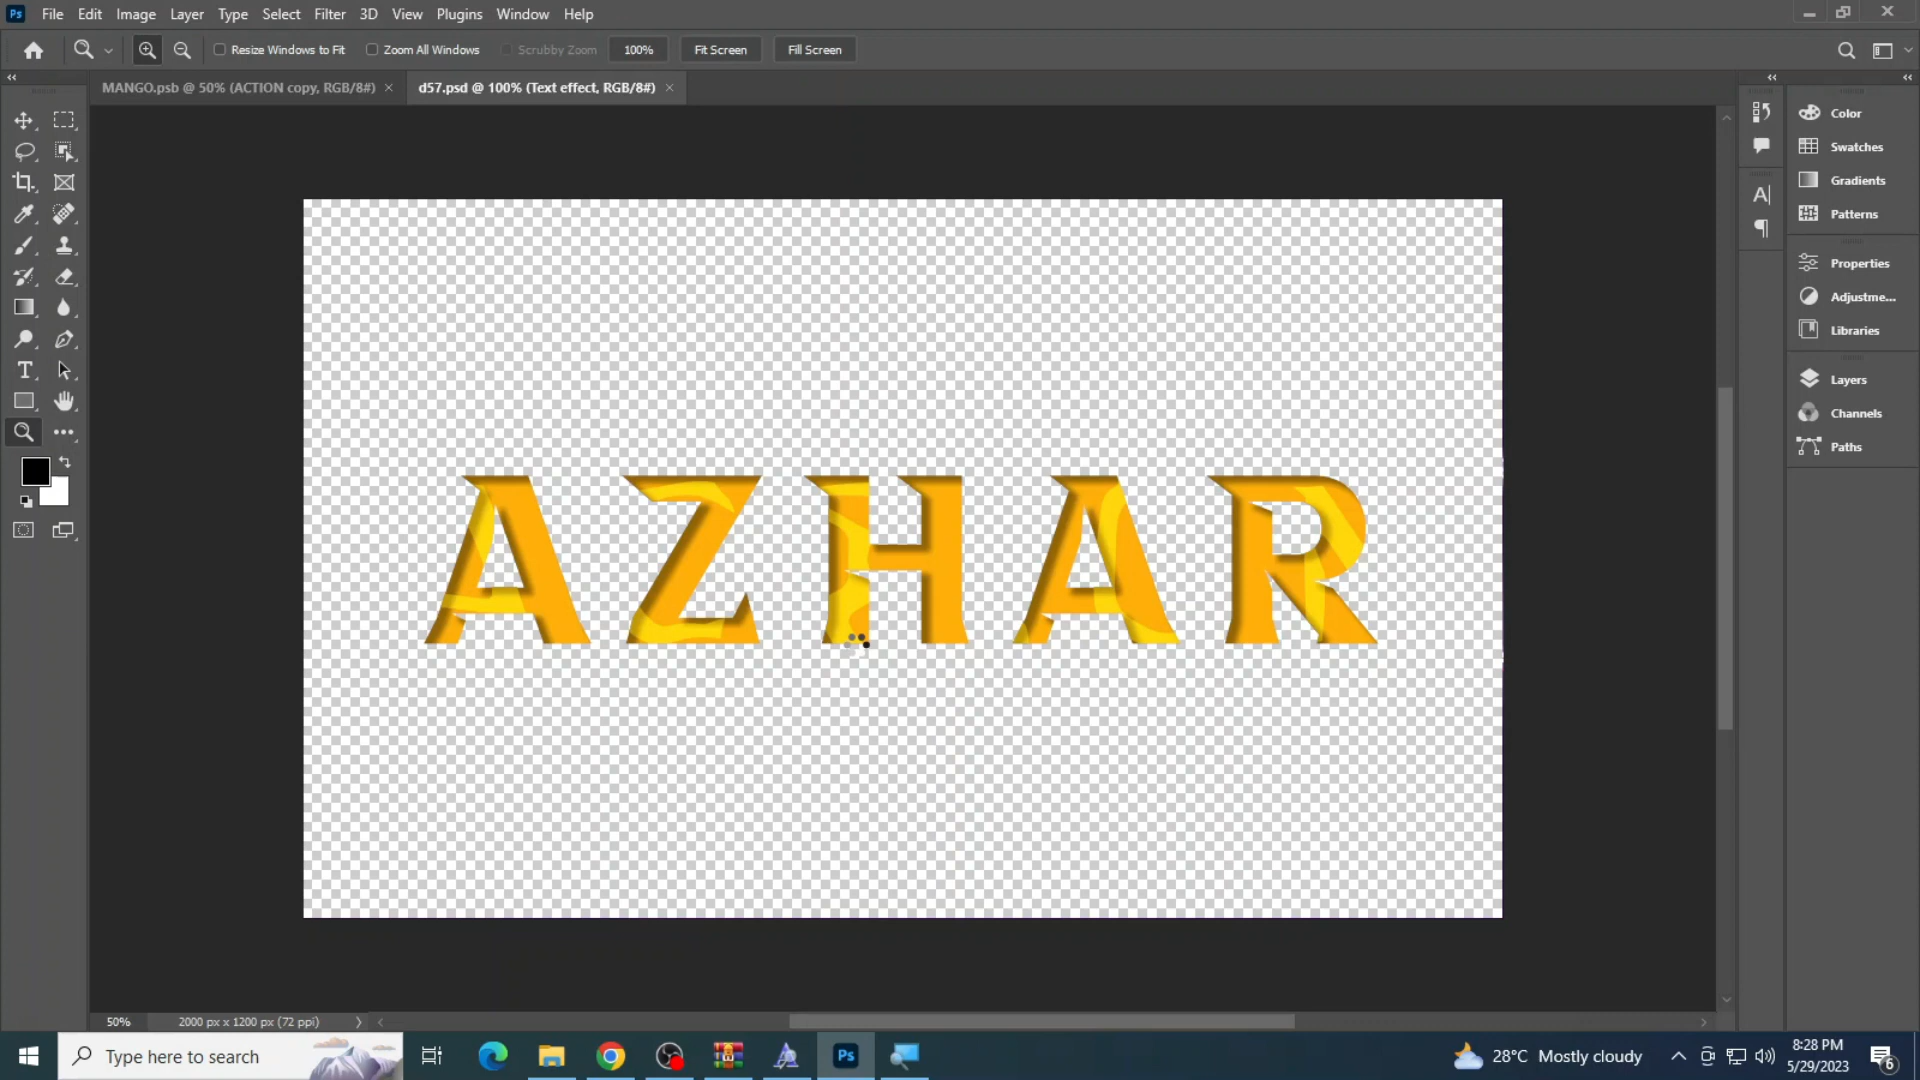 Ps File Edit Image Layer Type Select Filter 3D View Plugins Window Help
Resize Windows to Fit Zoom All Windows Scrubby Zoom 100% Fit Screen Fill Screen
MANGO.psb @ 50% (ACTION copy, RGB/8#) × d57.psd @ 100% (Text effect, RGB/8#) ×
Color
Swatches
Gradients
Patterns
Properties
Adjustme...
Libraries
Layers
Channels
Paths
AZHAR
50% 2000 px x 1200 px (72 ppi)
Type here to search
Ps
28°C Mostly cloudy
8:28 PM
5/29/2023
6